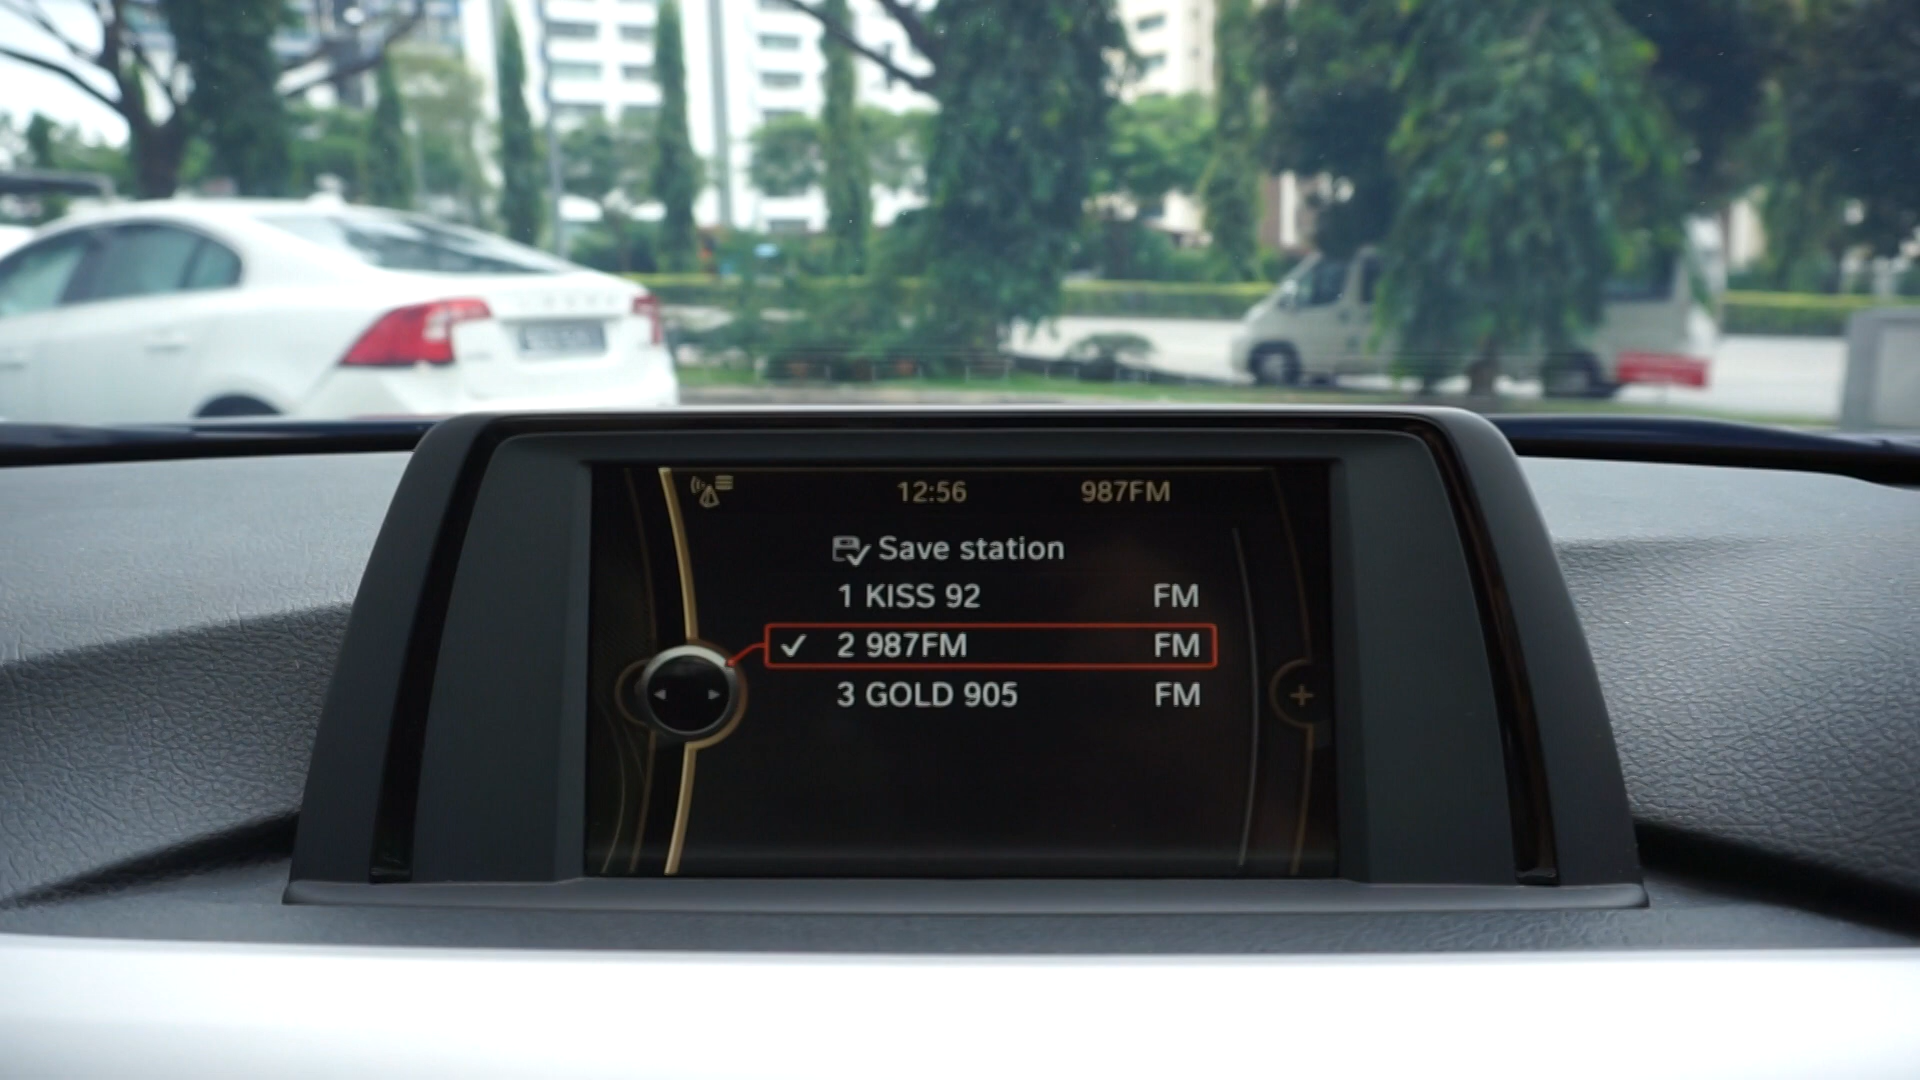 12:56 987FM
Save station
1 KISS 92 FM
2 987FM FM
3 GOLD 905 FM